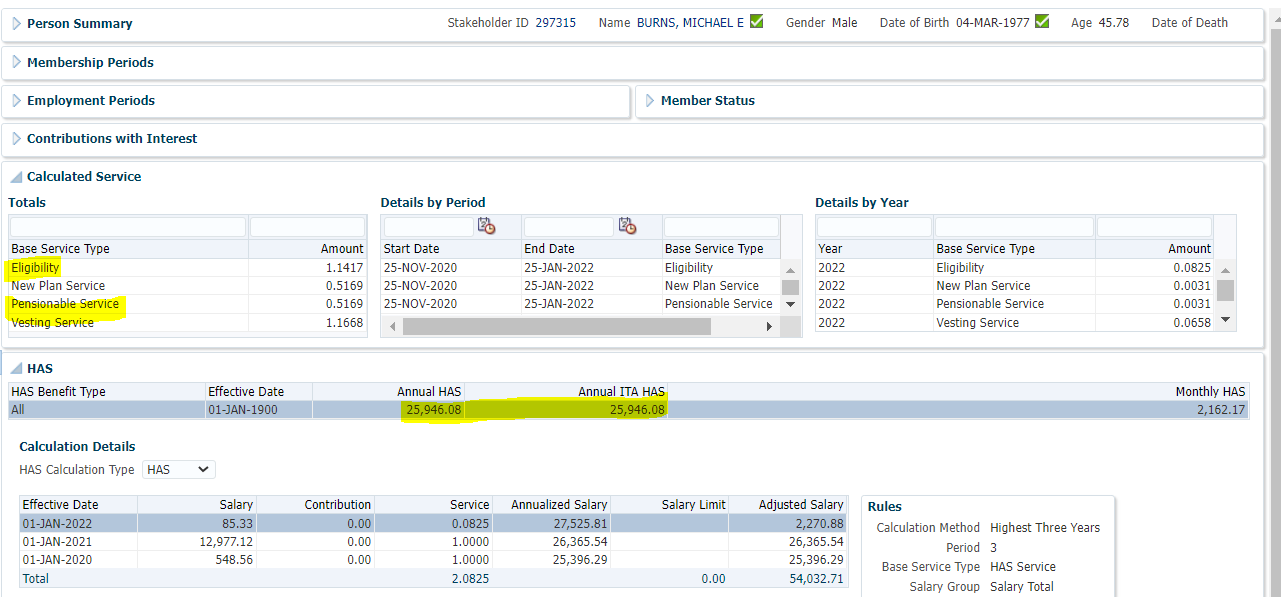 Person Summary Stakeholder ID 297315 Name BURNS, MICHAEL E Gender Male Date of Birth 04-MAR-1977 Age 45.78 Date of Death
Membership Periods
Employment Periods Member Status
Contributions with Interest
Calculated Service
Totals Details by Period Details by Year
Base Service Type Amount Start Date End Date Base Service Type Year Base Service Type Amount
Eligibility 1.1417 25-NOV-2020 25-JAN-2022 Eligibility 2022 Eligibility 0.0825
New Plan Service 0.5169 25-NOV-2020 25-JAN-2022 New Plan Service 2022 New Plan Service 0.0031
Pensionable Service 0.5169 25-NOV-2020 25-JAN-2022 Pensionable Service 2022 Pensionable Service 0.0031
Vesting Service 1.1668 2022 Vesting Service 0.0658
HAS
HAS Benefit Type Effective Date Annual HAS Annual ITA HAS Monthly HAS
All 01-JAN-1900 25,946.08 25,946.08 2,162.17
Calculation Details
HAS Calculation Type HAS
Effective Date Salary Contribution Service Annualized Salary Salary Limit Adjusted Salary
01-JAN-2022 85.33 0.00 0.0825 27,525.81 2,270.88
01-JAN-2021 12,977.12 0.00 1.0000 26,365.54 26,365.54
01-JAN-2020 548.56 0.00 1.0000 25,396.29 25,396.29
Total 2.0825 0.00 54,032.71
Rules
Calculation Method Highest Three Years
Period 3
Base Service Type HAS Service
Salary Group Salary Total